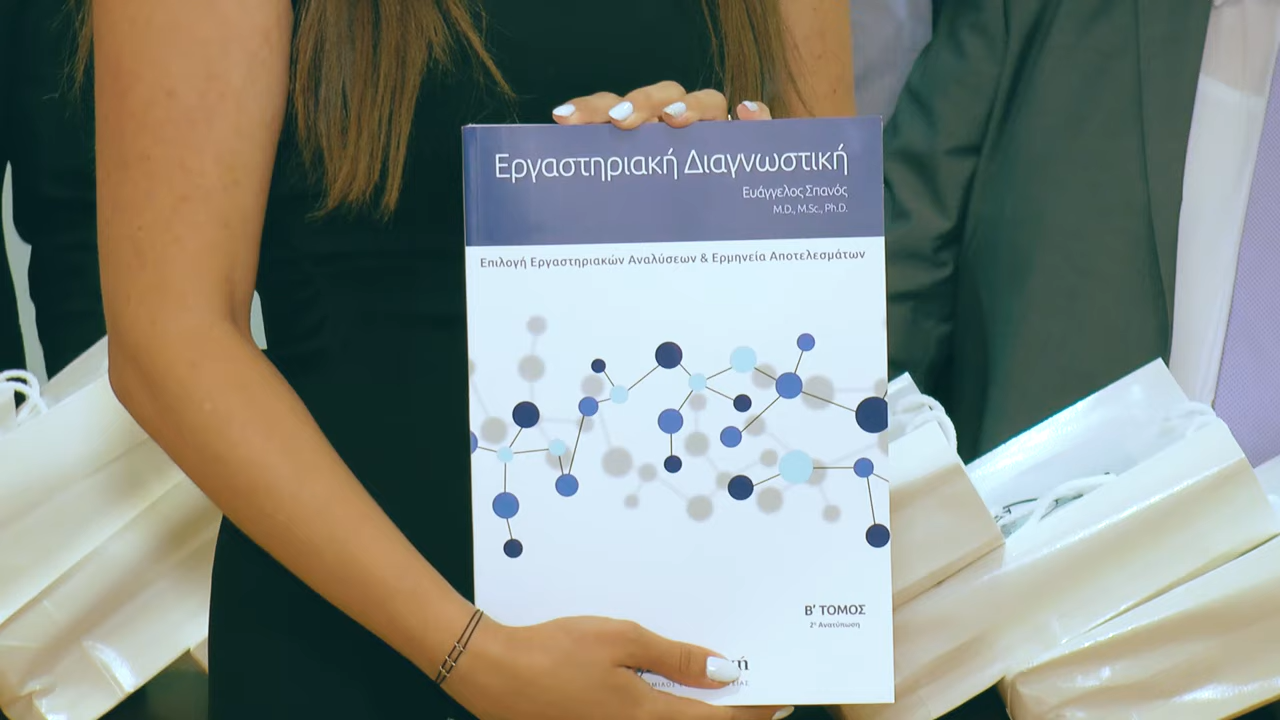 Εργαστηριακή Διαγνωστική
Ευάγγελος Σπανός
M.D., M.Sc., Ph.D.
Επιλογή Εργαστηριακών Αναλύσεων & Ερμηνεία Αποτελεσμάτων
Β' ΤΟΜΟΣ
2η Ανατύπωση